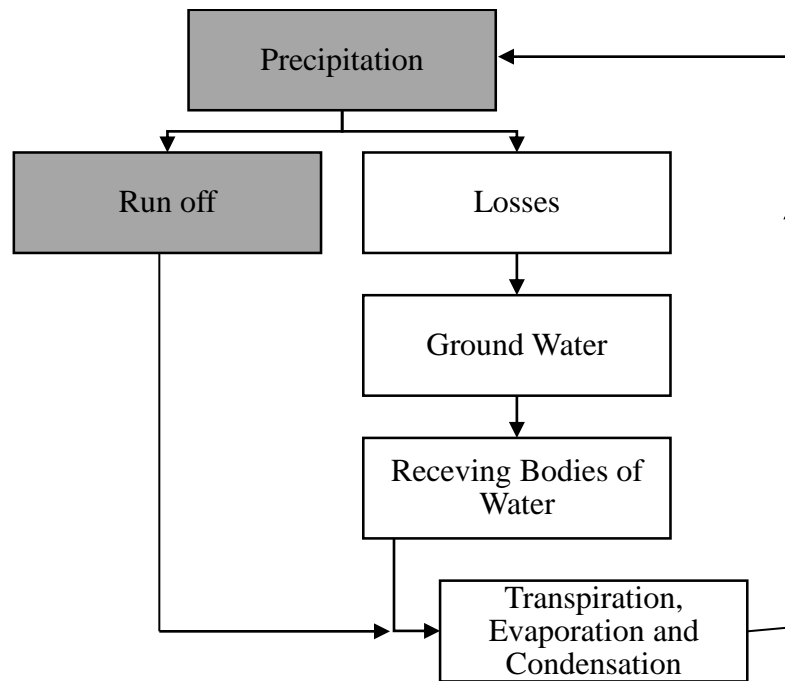 Precipitation
Run off
Losses
Ground Water
Receving Bodies of
Water
Transpiration,
Evaporation and
Condensation